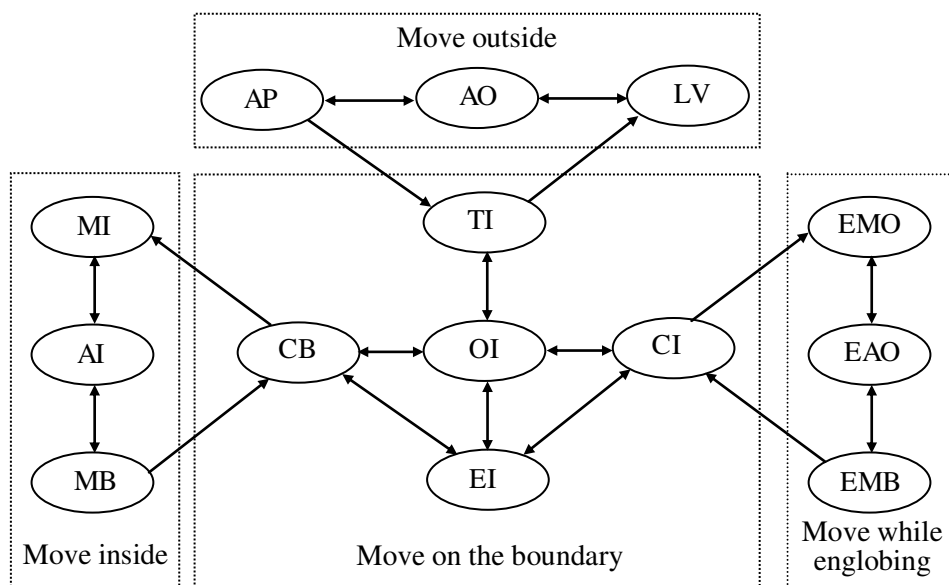 Move outside
AP
AO
LV
TI
MI
AI
MB
Move inside
CB
OI
CI
EI
Move on the boundary
EMO
EAO
EMB
Move while
englobing